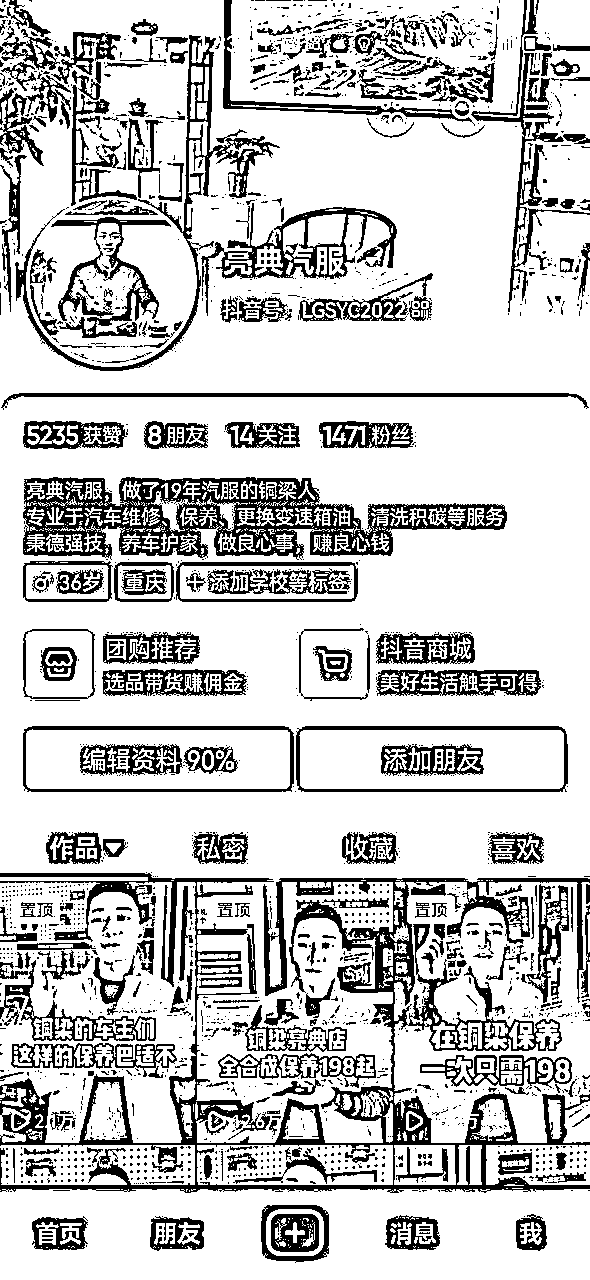 亮典汽服
抖音号：LGSYC2022
5235 获赞 8 朋友 14 关注 1471 粉丝
亮典汽服，做了19年汽服的铜梁人
专业于汽车维修、保养、更换变速箱油、清洗积碳等服务
秉德强技，养车护家，做良心事，赚良心钱
36岁 重庆 + 添加学校等标签
团购推荐 抖音商城
选品带货赚佣金 美好生活触手可得
编辑资料 90% 添加朋友
作品 私密 收藏 喜欢
置顶 置顶 置顶
铜梁的车主们
这样的保养巴适不
铜梁亮典店
全合成保养198起
在铜梁保养
一次只需198
2.1万 12.6万 万
首页 朋友 消息 我